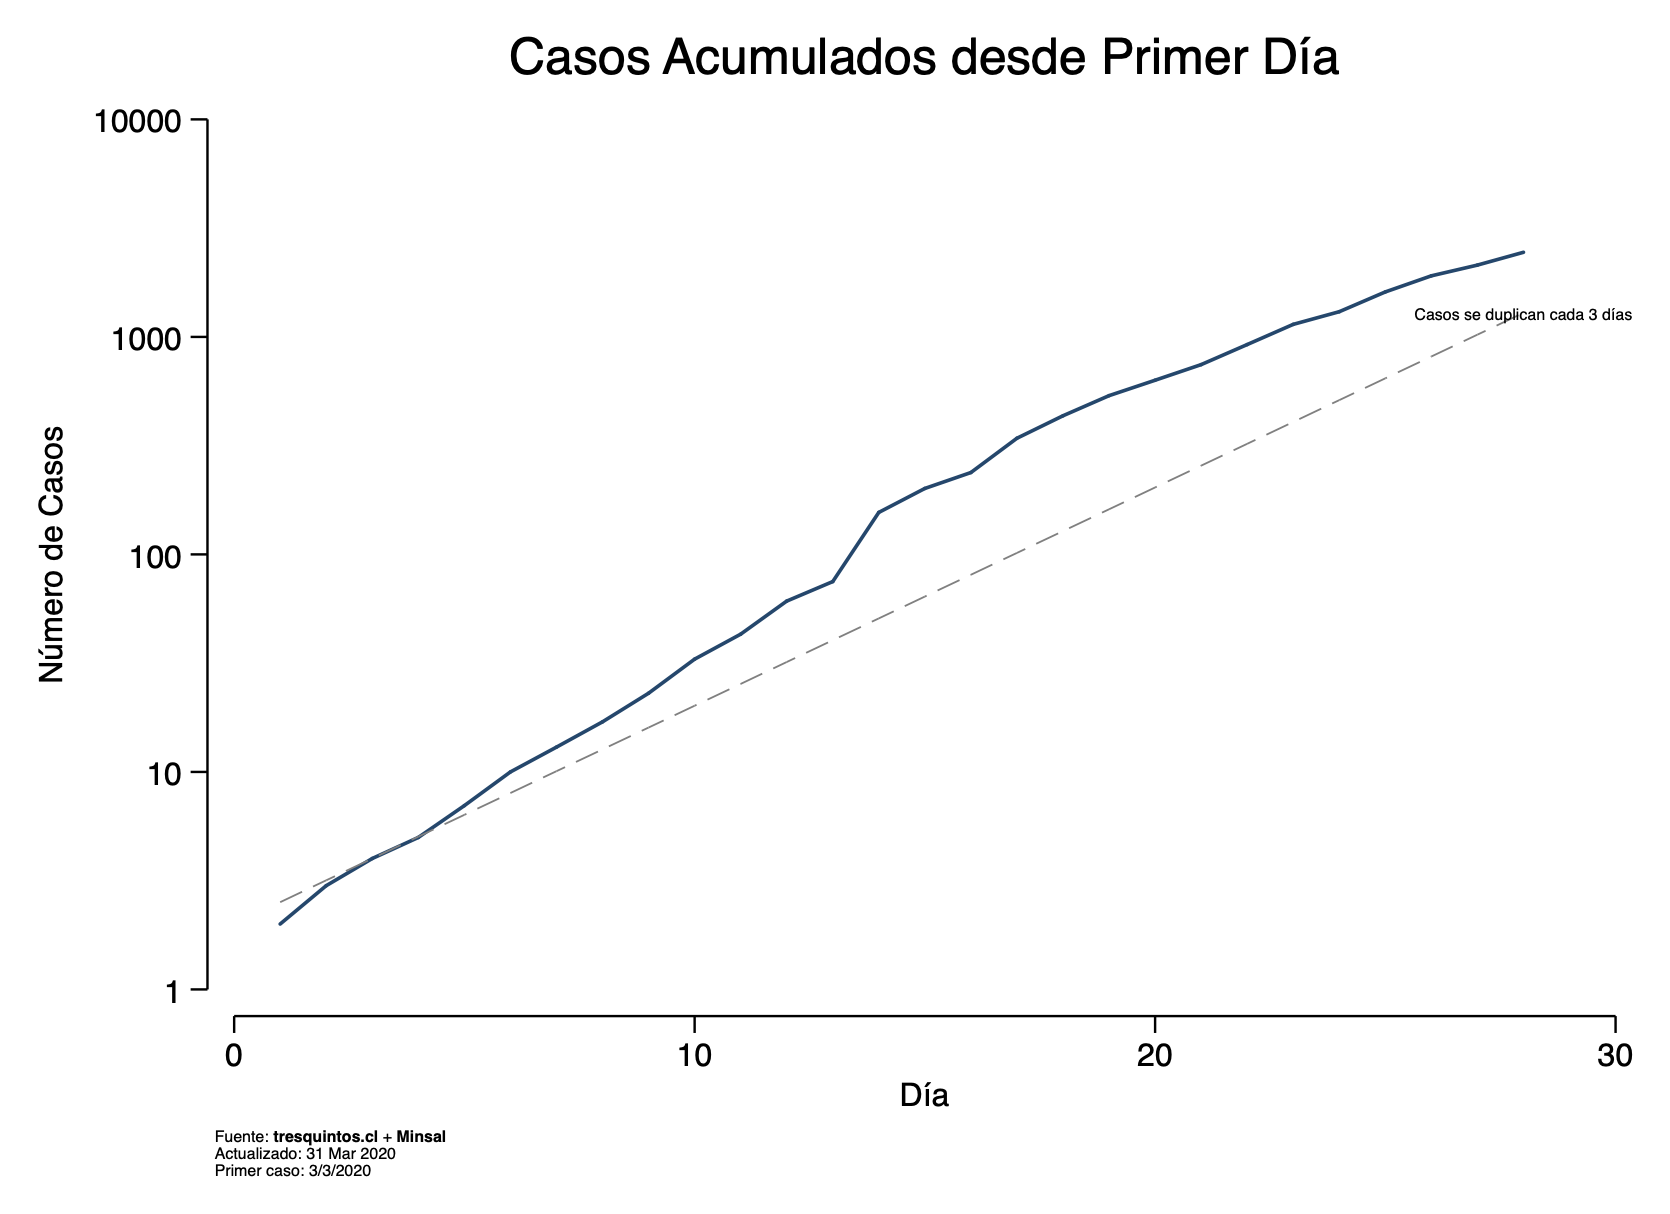 Casos Acumulados desde Primer Día
10000
1000
100
10
1
Número de Casos
Casos se duplican cada 3 días
0 10 20 30
Día
Fuente: tresquintos.cl + Minsal
Actualizado: 31 Mar 2020
Primer caso: 3/3/2020